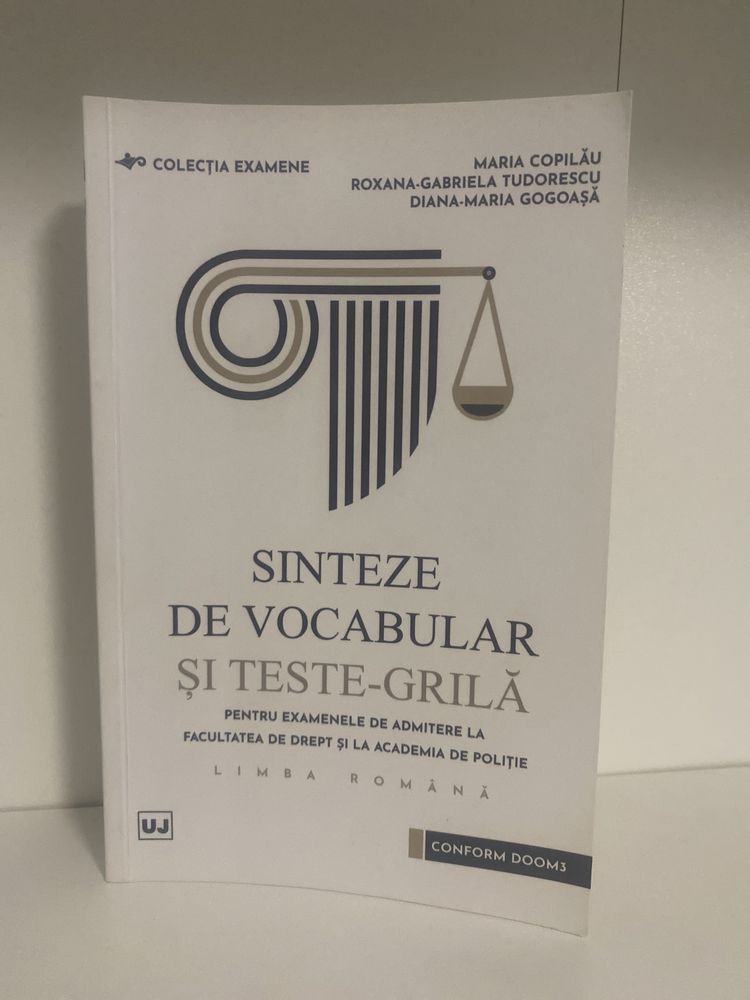 COLECȚIA EXAMENE
MARIA COPILĂU
ROXANA-GABRIELA TUDORESCU
DIANA-MARIA GOGOAȘĂ
SINTEZE
DE VOCABULAR
ȘI TESTE-GRILĂ
PENTRU EXAMENELE DE ADMITERE LA
FACULTATEA DE DREPT ȘI LA ACADEMIA DE POLIȚIE
LIMBA ROMÂNĂ
UJ
CONFORM DOOM3